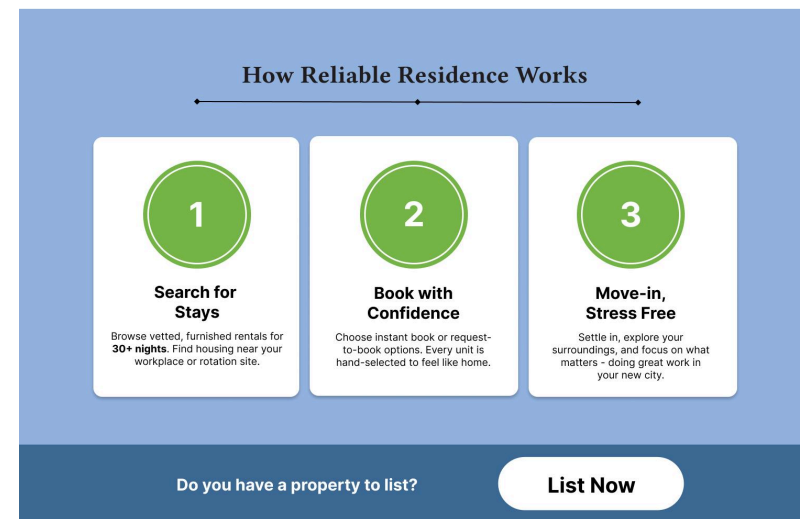 How Reliable Residence Works
1
Search for
Stays
Browse vetted, furnished rentals for
30+ nights. Find housing near your
workplace or rotation site.
2
Book with
Confidence
Choose instant book or request-
to-book options. Every unit is
hand-selected to feel like home.
3
Move-in,
Stress Free
Settle in, explore your
surroundings, and focus on what
matters - doing great work in
your new city.
Do you have a property to list?
List Now